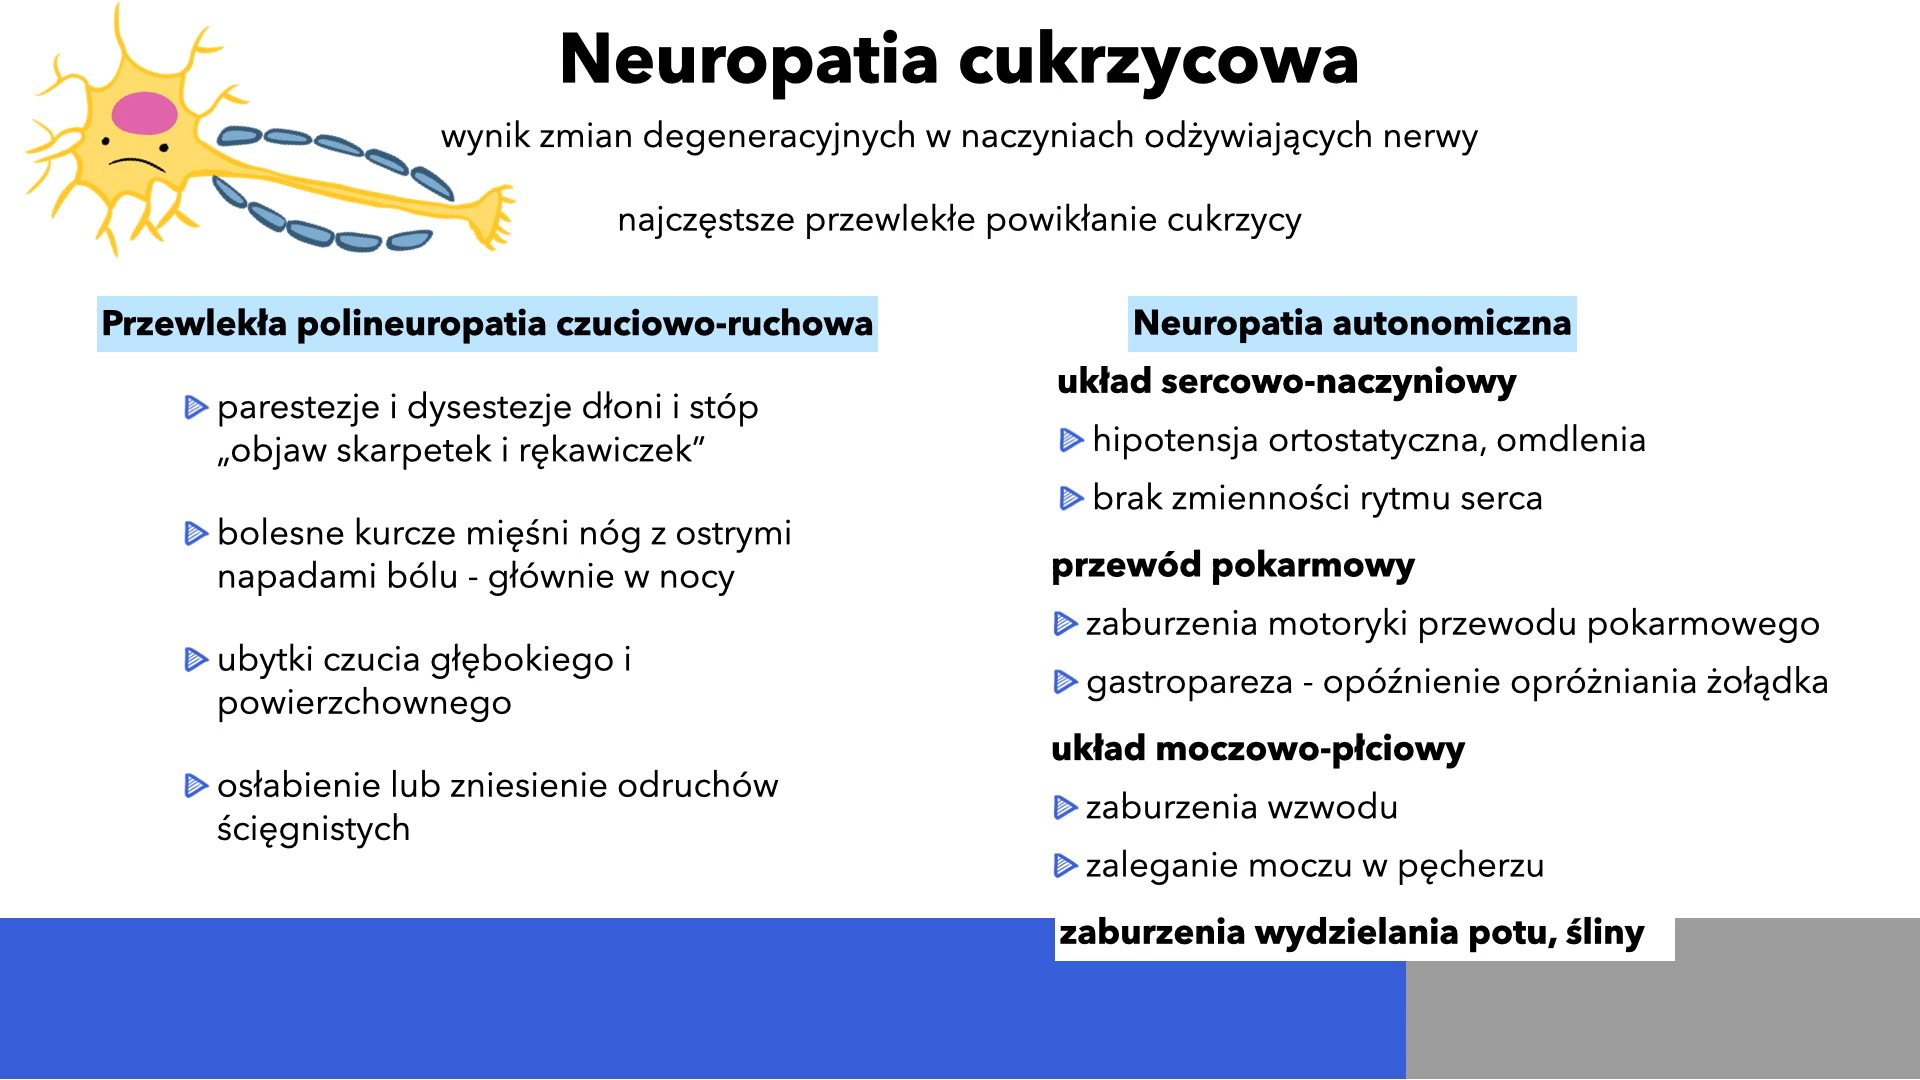 Neuropatia cukrzycowa
wynik zmian degeneracyjnych w naczyniach odżywiających nerwy
najczęstsze przewlekłe powikłanie cukrzycy
Przewlekła polineuropatia czuciowo-ruchowa
parestezje i dysestezje dłoni i stóp
„objaw skarpetek i rękawiczek”
bolesne kurcze mięśni nóg z ostrymi
napadami bólu - głównie w nocy
ubytki czucia głębokiego i
powierzchownego
osłabienie lub zniesienie odruchów
ścięgnistych
Neuropatia autonomiczna
układ sercowo-naczyniowy
hipotensja ortostatyczna, omdlenia
brak zmienności rytmu serca
przewód pokarmowy
zaburzenia motoryki przewodu pokarmowego
gastropareza - opóźnienie opróżniania żołądka
układ moczowo-płciowy
zaburzenia wzwodu
zaleganie moczu w pęcherzu
zaburzenia wydzielania potu, śliny